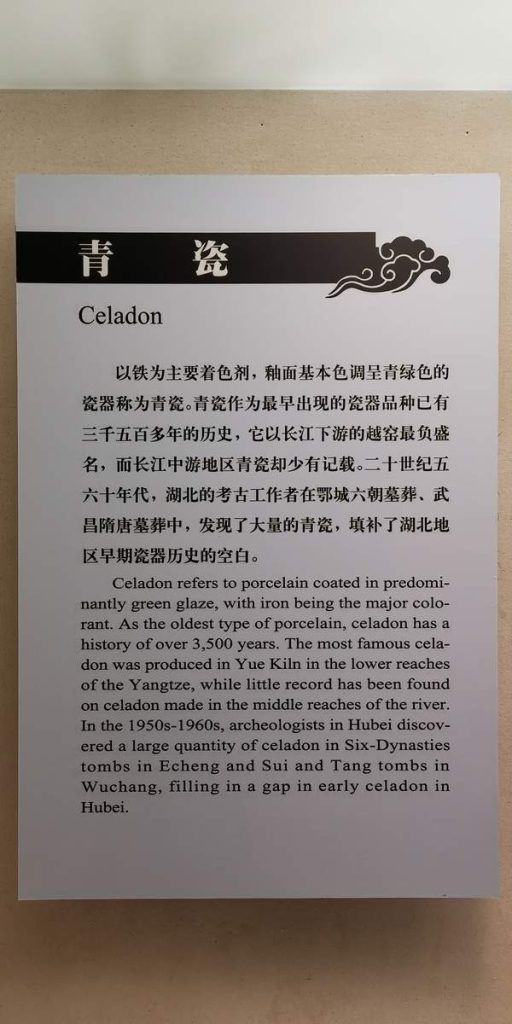 青 瓷
Celadon
以铁为主要着色剂，釉面基本色调呈青绿色的
瓷器称为青瓷。青瓷作为最早出现的瓷器品种已有
三千五百多年的历史，它以长江下游的越窑最负盛
名，而长江中游地区青瓷却少有记载。二十世纪五
六十年代，湖北的考古工作者在鄂城六朝墓葬、武
昌隋唐墓葬中，发现了大量的青瓷，填补了湖北地
区早期瓷器历史的空白。
Celadon refers to porcelain coated in predomi-
nantly green glaze, with iron being the major colo-
rant. As the oldest type of porcelain, celadon has a
history of over 3,500 years. The most famous cela-
don was produced in Yue Kiln in the lower reaches
of the Yangtze, while little record has been found
on celadon made in the middle reaches of the river.
In the 1950s-1960s, archeologists in Hubei discov-
ered a large quantity of celadon in Six-Dynasties
tombs in Echeng and Sui and Tang tombs in
Wuchang, filling in a gap in early celadon in
Hubei.